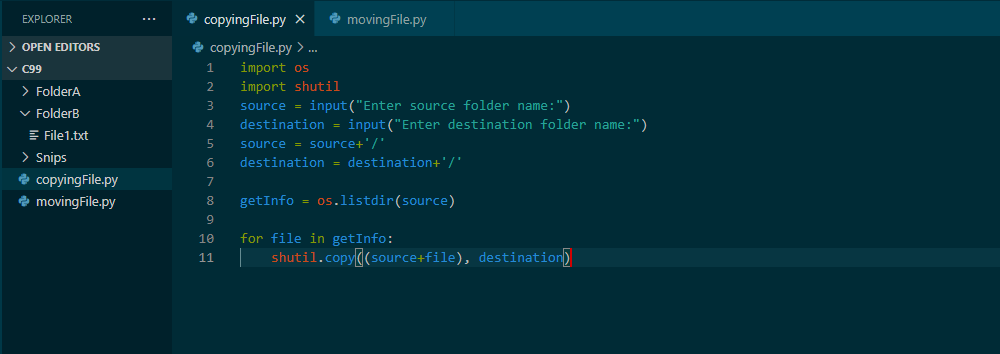 EXPLORER
OPEN EDITORS
C99
FolderA
FolderB
File1.txt
Snips
copyingFile.py
movingFile.py
copyingFile.py
movingFile.py
copyingFile.py > ...
1 import os
2 import shutil
3 source = input("Enter source folder name:")
4 destination = input("Enter destination folder name:")
5 source = source+'/'
6 destination = destination+'/'
7
8 getInfo = os.listdir(source)
9
10 for file in getInfo:
11 shutil.copy((source+file), destination)